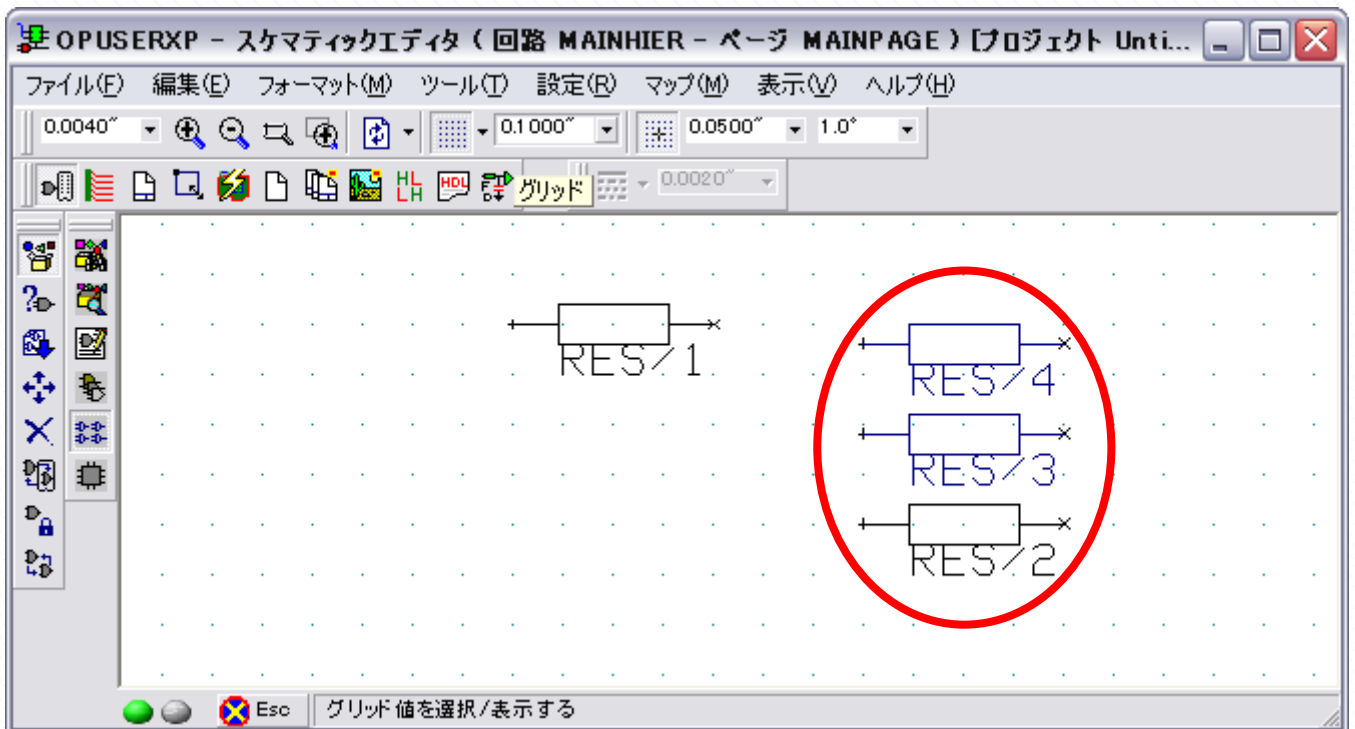 OPUSERXP - スケマティックエディタ ( 回路 MAINHIER - ページ MAINPAGE ) [プロジェクト Unti...
ファイル(F) 編集(E) フォーマット(M) ツール(T) 設定(R) マップ(M) 表示(V) ヘルプ(H)
0.0040" 0.1000" 0.0500" 1.0°
HL LH HDL グリッド 0.0020"
RES/1
RES/4
RES/3
RES/2
Esc グリッド値を選択/表示する